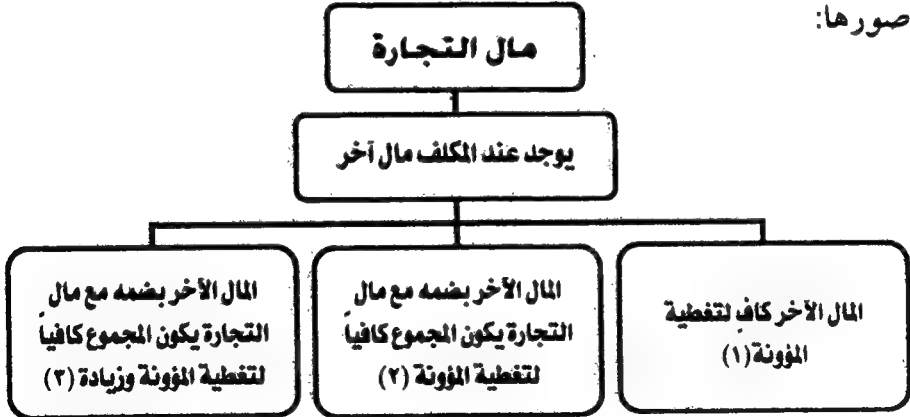 صورها:
مال التجارة
يوجد عند المكلف مال آخر
المال الآخر كافٍ لتغطية
المؤونة (١)
المال الآخر بضمه مع مال
التجارة يكون المجموع كافياً
لتغطية المؤونة (٢)
المال الآخر بضمه مع مال
التجارة يكون المجموع كافياً
لتغطية المؤونة وزيادة (٣)